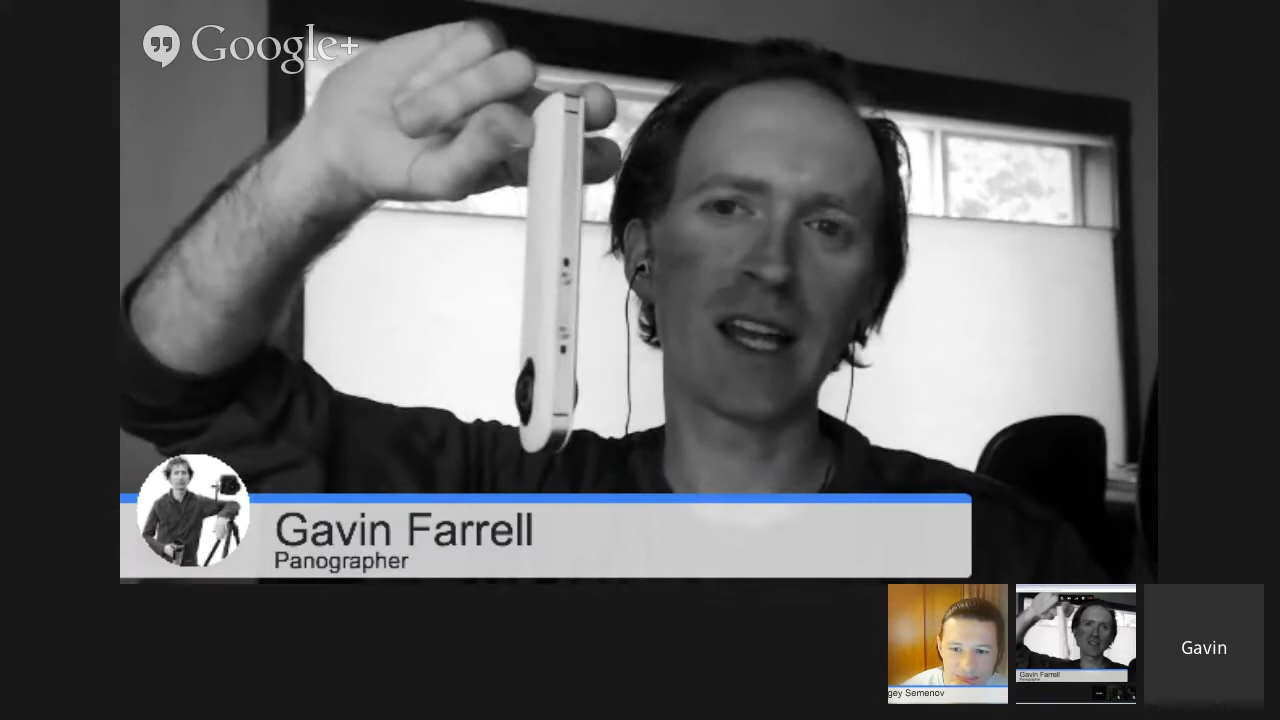 Google+
Gavin Farrell
Panographer
gey Semenov
Gavin Farrell
Gavin